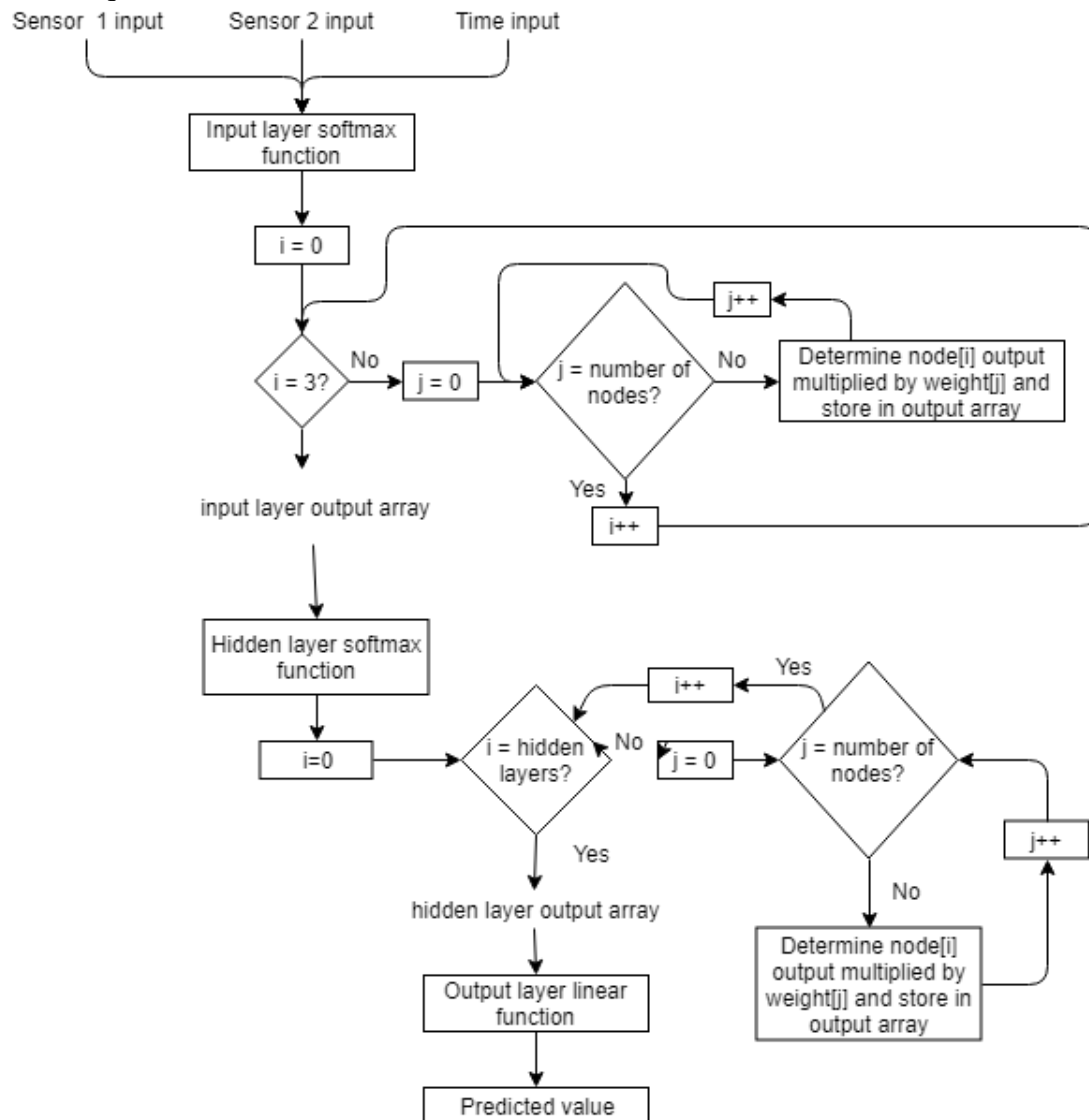 Sensor 1 input
Sensor 2 input
Time input
Input layer softmax
function
i = 0
i = 3?
No
j = 0
j = number of
nodes?
No
j++
Determine node[i] output
multiplied by weight[j] and
store in output array
Yes
i++
input layer output array
Hidden layer softmax
function
i=0
i = hidden
layers?
No
i++
Yes
j = 0
j = number of
nodes?
j++
No
Determine node[i]
output multiplied by
weight[j] and store in
output array
Yes
hidden layer output array
Output layer linear
function
Predicted value